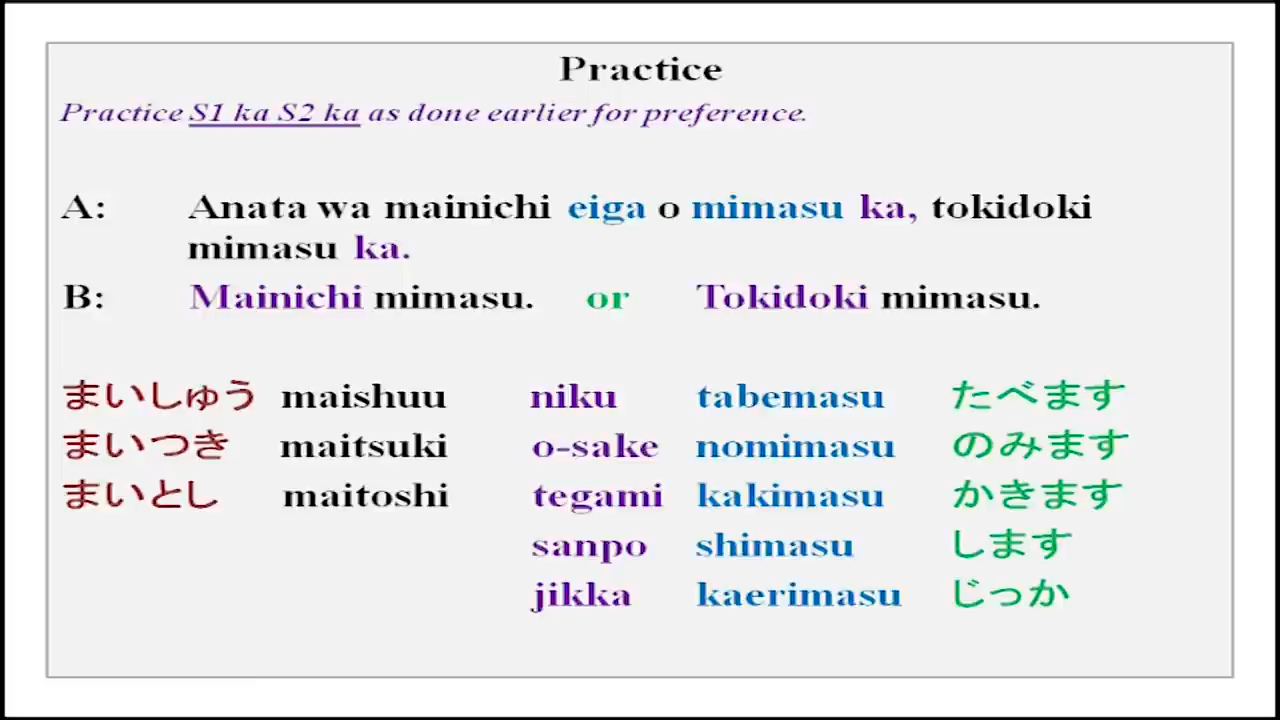 Practice
Practice S1 ka S2 ka as done earlier for preference.
A: Anata wa mainichi eiga o mimasu ka, tokidoki
mimasu ka.
B: Mainichi mimasu. or Tokidoki mimasu.
まいしゅう maishuu niku tabemasu たべます
まいつき maitsuki o-sake nomimasu のみます
まいとし maitoshi tegami kakimasu かきます
sanpo shimasu します
jikka kaerimasu じっか